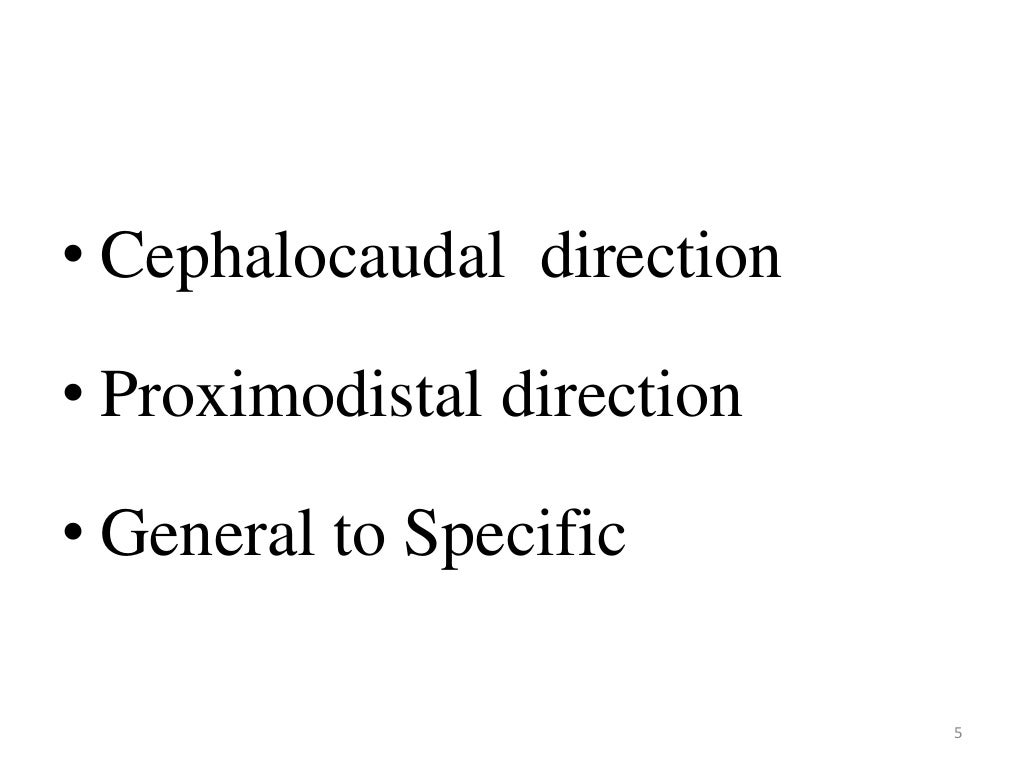 • Cephalocaudal  direction
• Proximodistal direction
• General to Specific
5